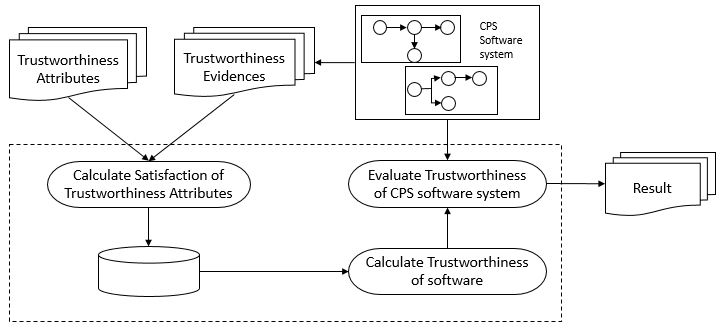 Trustworthiness
Attributes
Trustworthiness
Evidences
CPS
Software
system
Calculate Satisfaction of
Trustworthiness Attributes
Evaluate Trustworthiness
of CPS software system
Result
Calculate Trustworthiness
of software